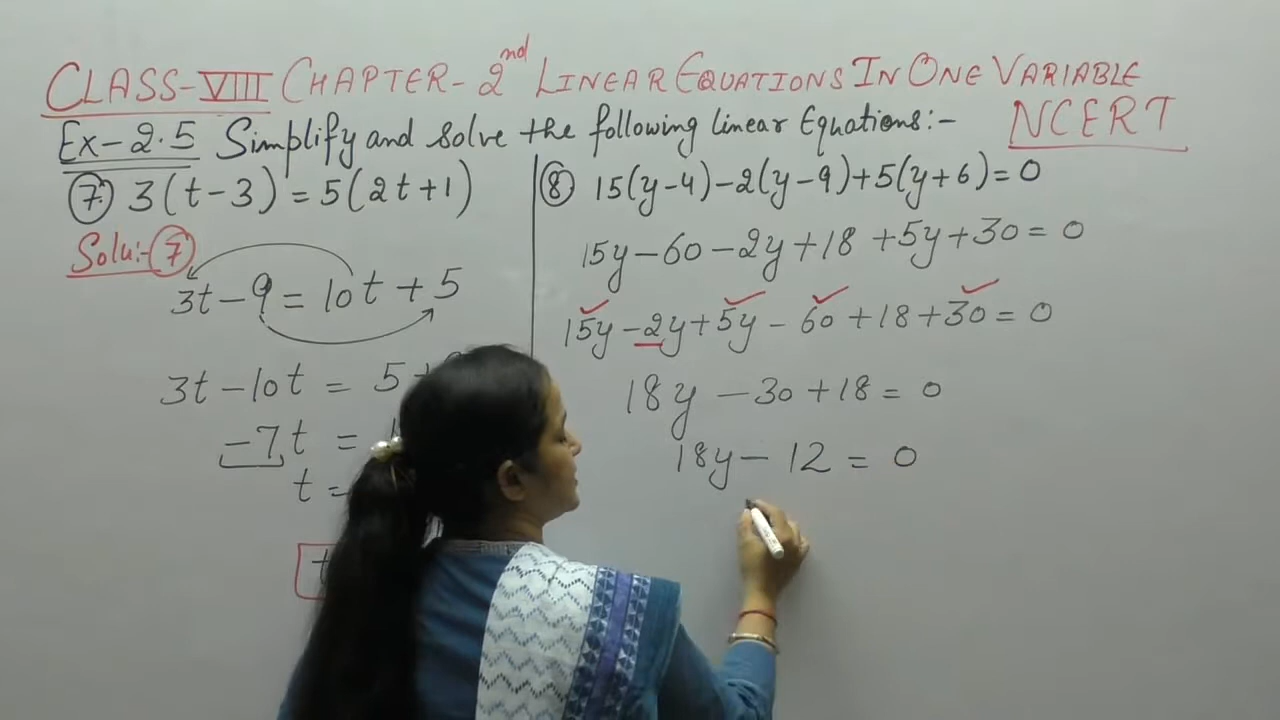 CLASS-VIII CHAPTER-2nd LINEAR EQUATIONS IN ONE VARIABLE
NCERT
Ex-2.5 Simplify and solve the following linear Equations:-
⑦ 3(t-3)=5(2t+1)
Solu:-⑦
3t-9=10t+5
3t-10t=5+
-7t=
t=
⑧ 15(y-4)-2(y-9)+5(y+6)=0
15y-60-2y+18+5y+30=0
15y-2y+5y-60+18+30=0
18y-30+18=0
18y-12=0